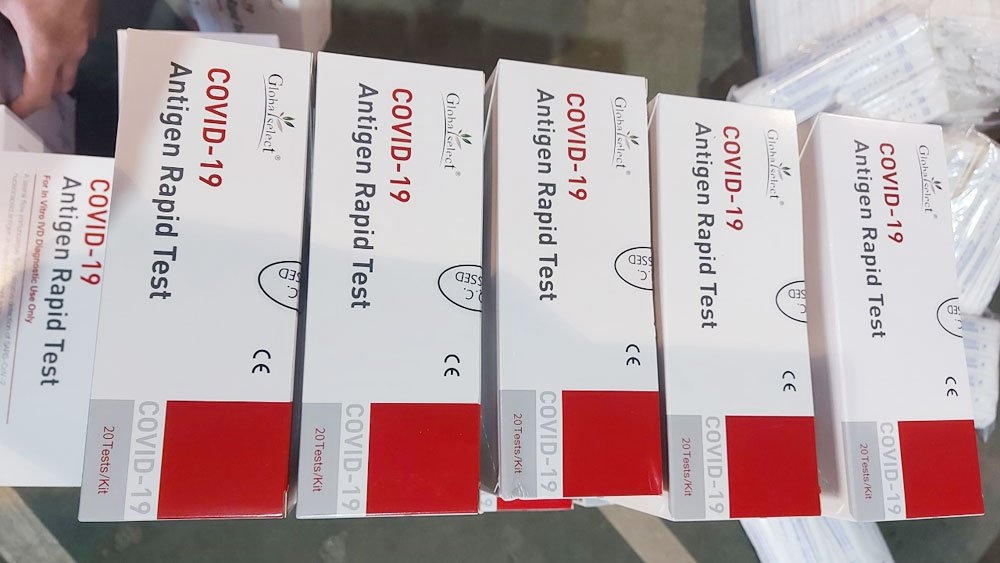 COVID-19
Antigen Rapid Test
For In Vitro IVD Diagnostic Use Only
Globalselect®
COVID-19
Antigen Rapid Test
CE
COVID-19
20Tests/Kit
Globalselect®
COVID-19
Antigen Rapid Test
CE
COVID-19
20Tests/Kit
Globalselect®
COVID-19
Antigen Rapid Test
CE
COVID-19
20Tests/Kit
Globalselect®
COVID-19
Antigen Rapid Test
CE
COVID-19
20Tests/Kit
Globalselect®
COVID-19
Antigen Rapid Test
CE
COVID-19
20Tests/Kit